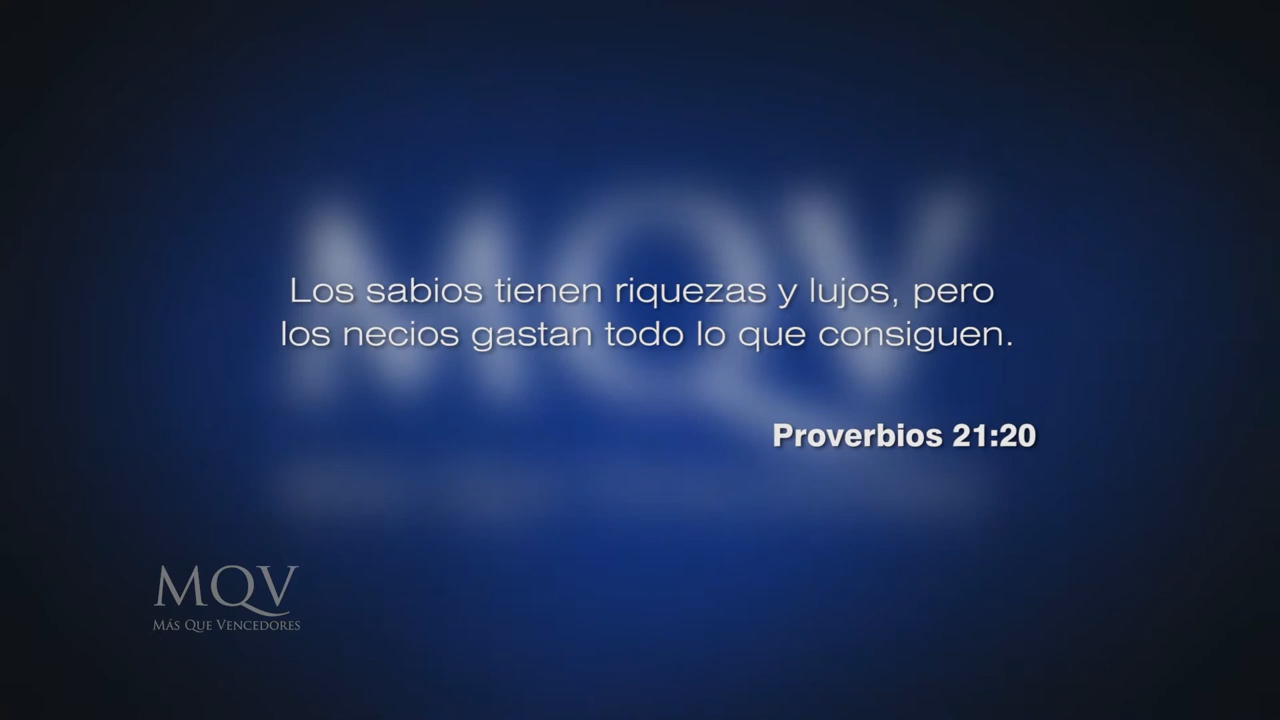 Los sabios tienen riquezas y lujos, pero
los necios gastan todo lo que consiguen.
Proverbios 21:20
MQV
MQV
MÁS QUE VENCEDORES